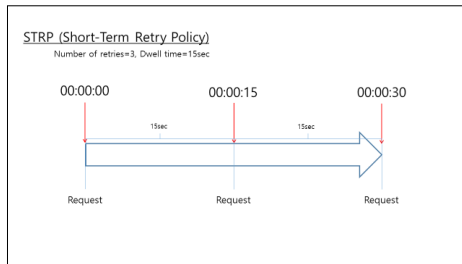 STRP (Short-Term Retry Policy)
Number of retries=3, Dwell time=15sec
00:00:00 00:00:15 00:00:30
15sec 15sec
Request Request Request